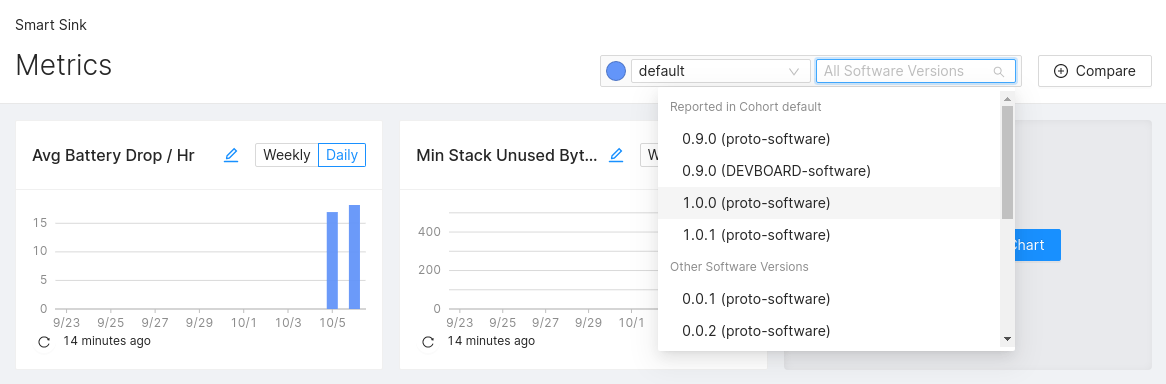 Smart Sink
Metrics
default
All Software Versions
Compare
Reported in Cohort default
0.9.0 (proto-software)
0.9.0 (DEVBOARD-software)
1.0.0 (proto-software)
1.0.1 (proto-software)
Other Software Versions
0.0.1 (proto-software)
0.0.2 (proto-software)
Avg Battery Drop / Hr
Weekly
Daily
15
10
5
0
9/23 9/25 9/27 9/29 10/1 10/3 10/5
14 minutes ago
Min Stack Unused Byt...
W
400
200
0
9/23 9/25 9/27 9/29 10/1
14 minutes ago
Chart